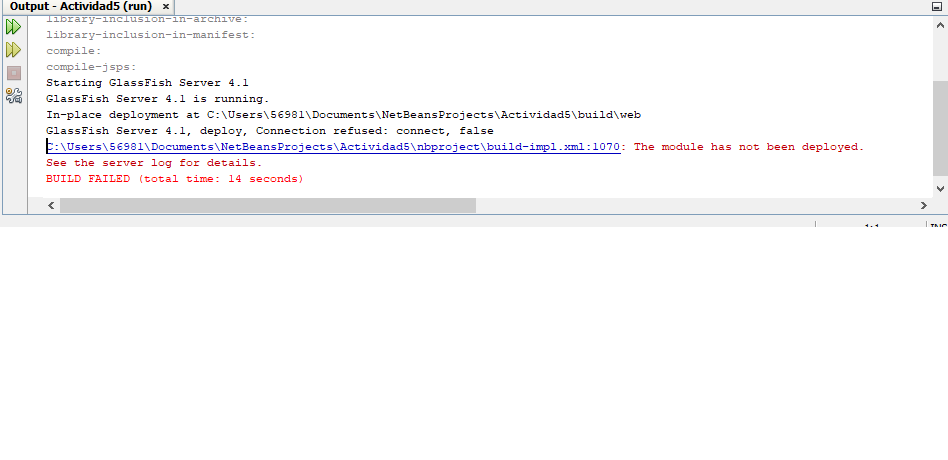 Output - Actividad5 (run) ×
library-inclusion-in-archive:
library-inclusion-in-manifest:
compile:
compile-jsps:
Starting GlassFish Server 4.1
GlassFish Server 4.1 is running.
In-place deployment at C:\Users\56981\Documents\NetBeansProjects\Actividad5\build\web
GlassFish Server 4.1, deploy, Connection refused: connect, false
C:\Users\56981\Documents\NetBeansProjects\Actividad5\nbproject\build-impl.xml:1070: The module has not been deployed.
See the server log for details.
BUILD FAILED (total time: 14 seconds)
1:1 INS